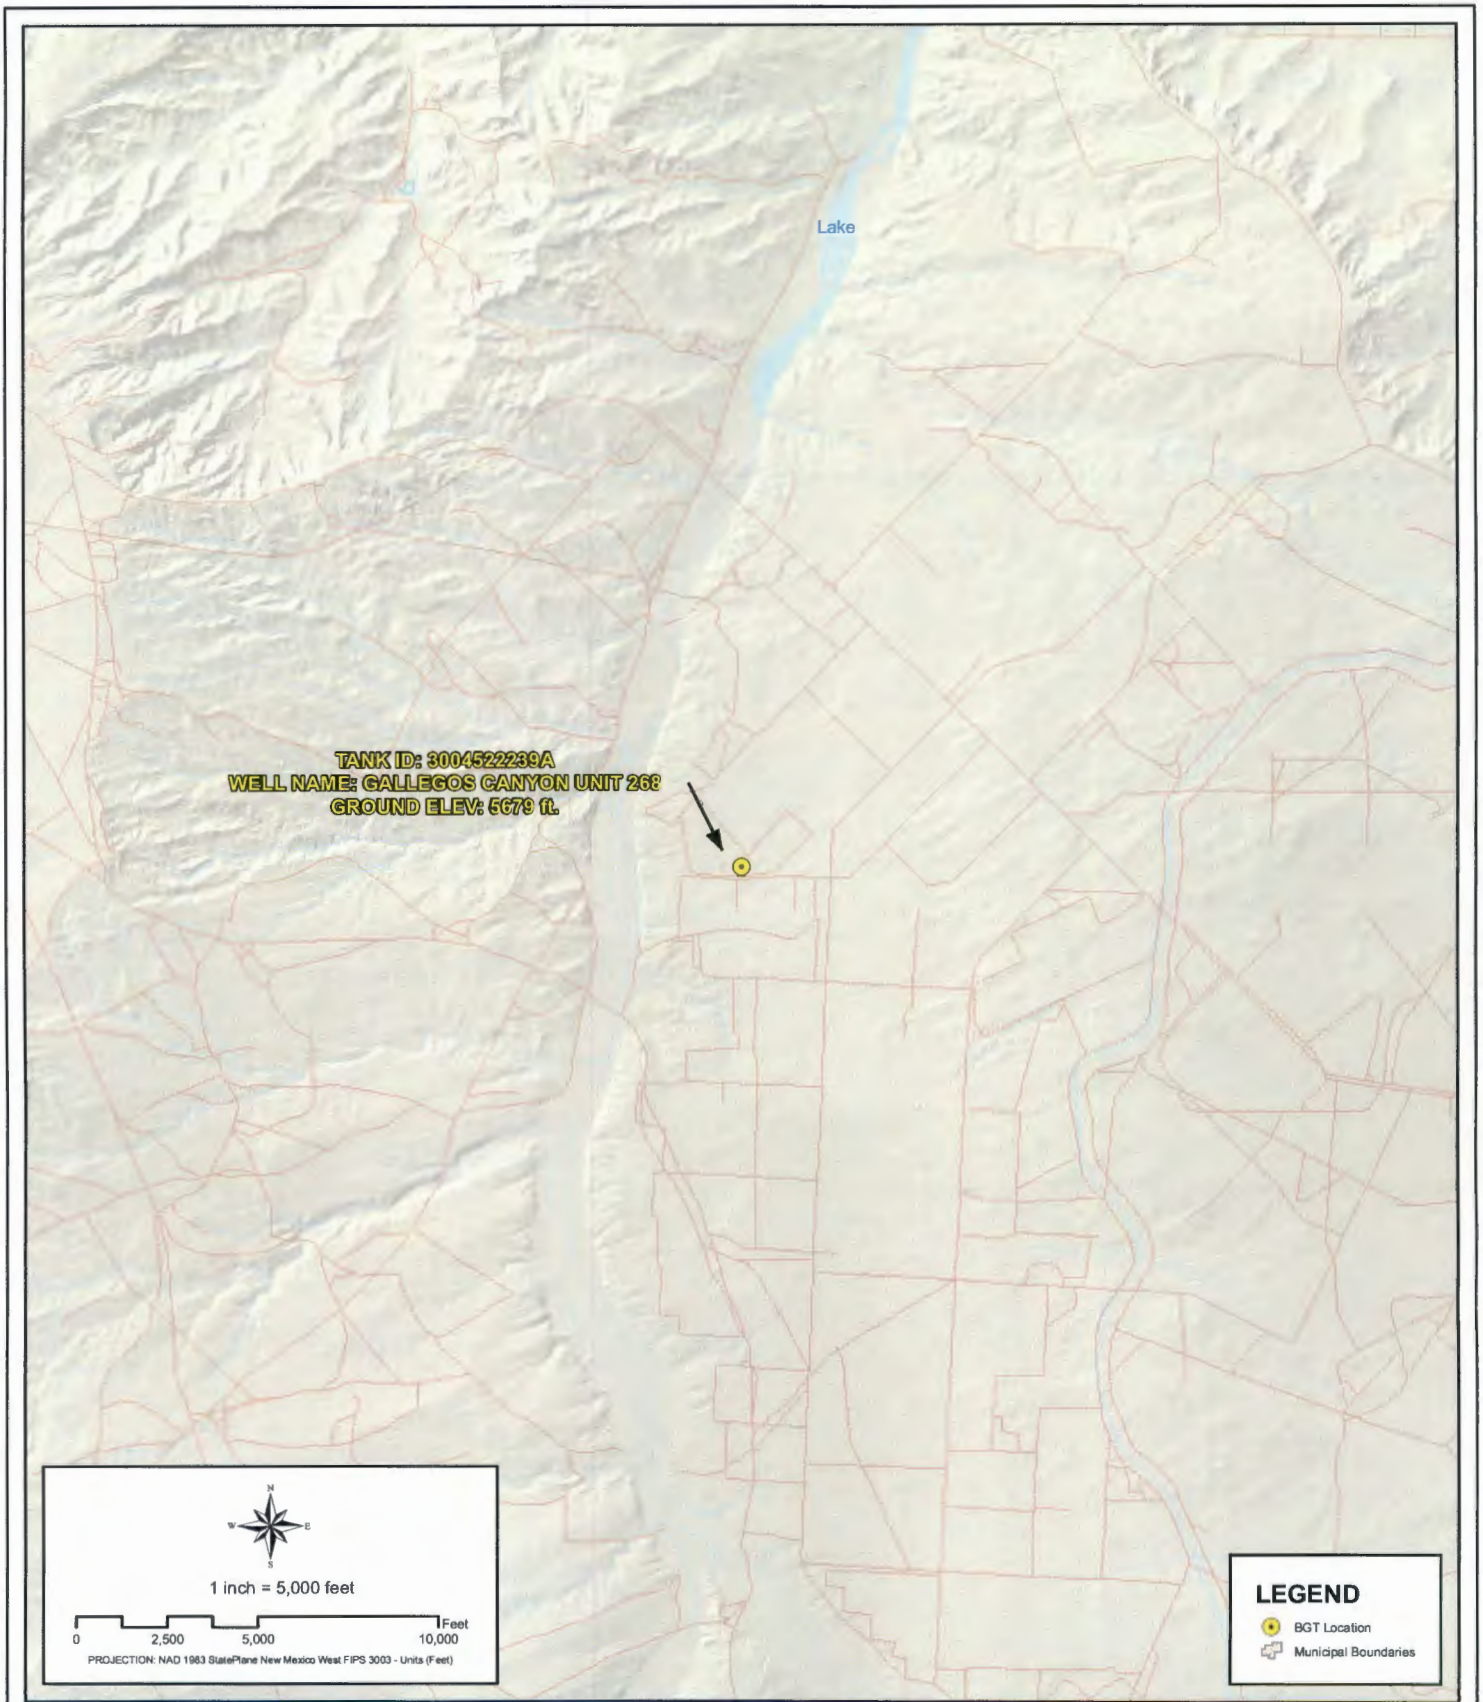 Lake
TANK ID: 3004522239A
WELL NAME: GALLEGOS CANYON UNIT 268
GROUND ELEV: 5679 ft.
N
W E
S
1 inch = 5,000 feet
Feet
0 2,500 5,000 10,000
PROJECTION: NAD 1983 StatePlane New Mexico West FIPS 3003 - Units (Feet)
LEGEND
BGT Location
Municipal Boundaries